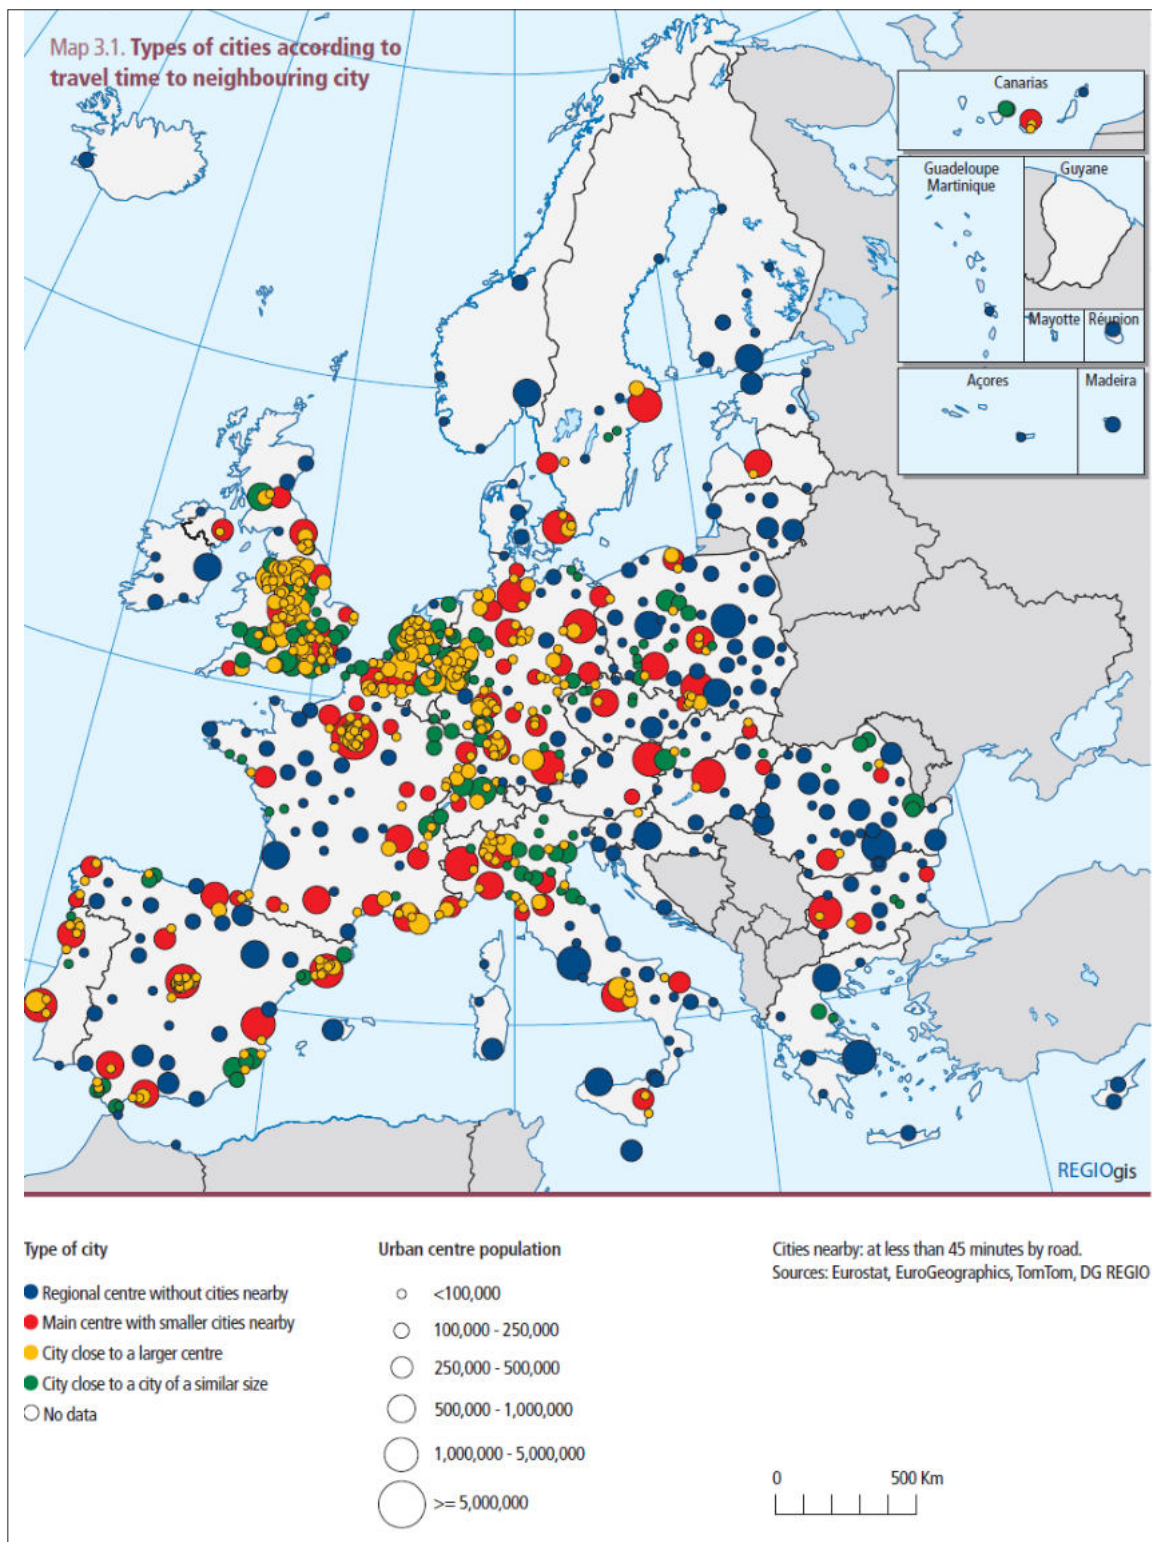 Map 3.1. Types of cities according to
travel time to neighbouring city
Canarias
Guadeloupe
Martinique
Guyane
Mayotte
Réunion
Açores
Madeira
REGIOgis
Type of city
Regional centre without cities nearby
Main centre with smaller cities nearby
City close to a larger centre
City close to a city of a similar size
No data
Urban centre population
<100,000
100,000 - 250,000
250,000 - 500,000
500,000 - 1,000,000
1,000,000 - 5,000,000
>= 5,000,000
Cities nearby: at less than 45 minutes by road.
Sources: Eurostat, EuroGeographics, TomTom, DG REGIO
0 500 Km